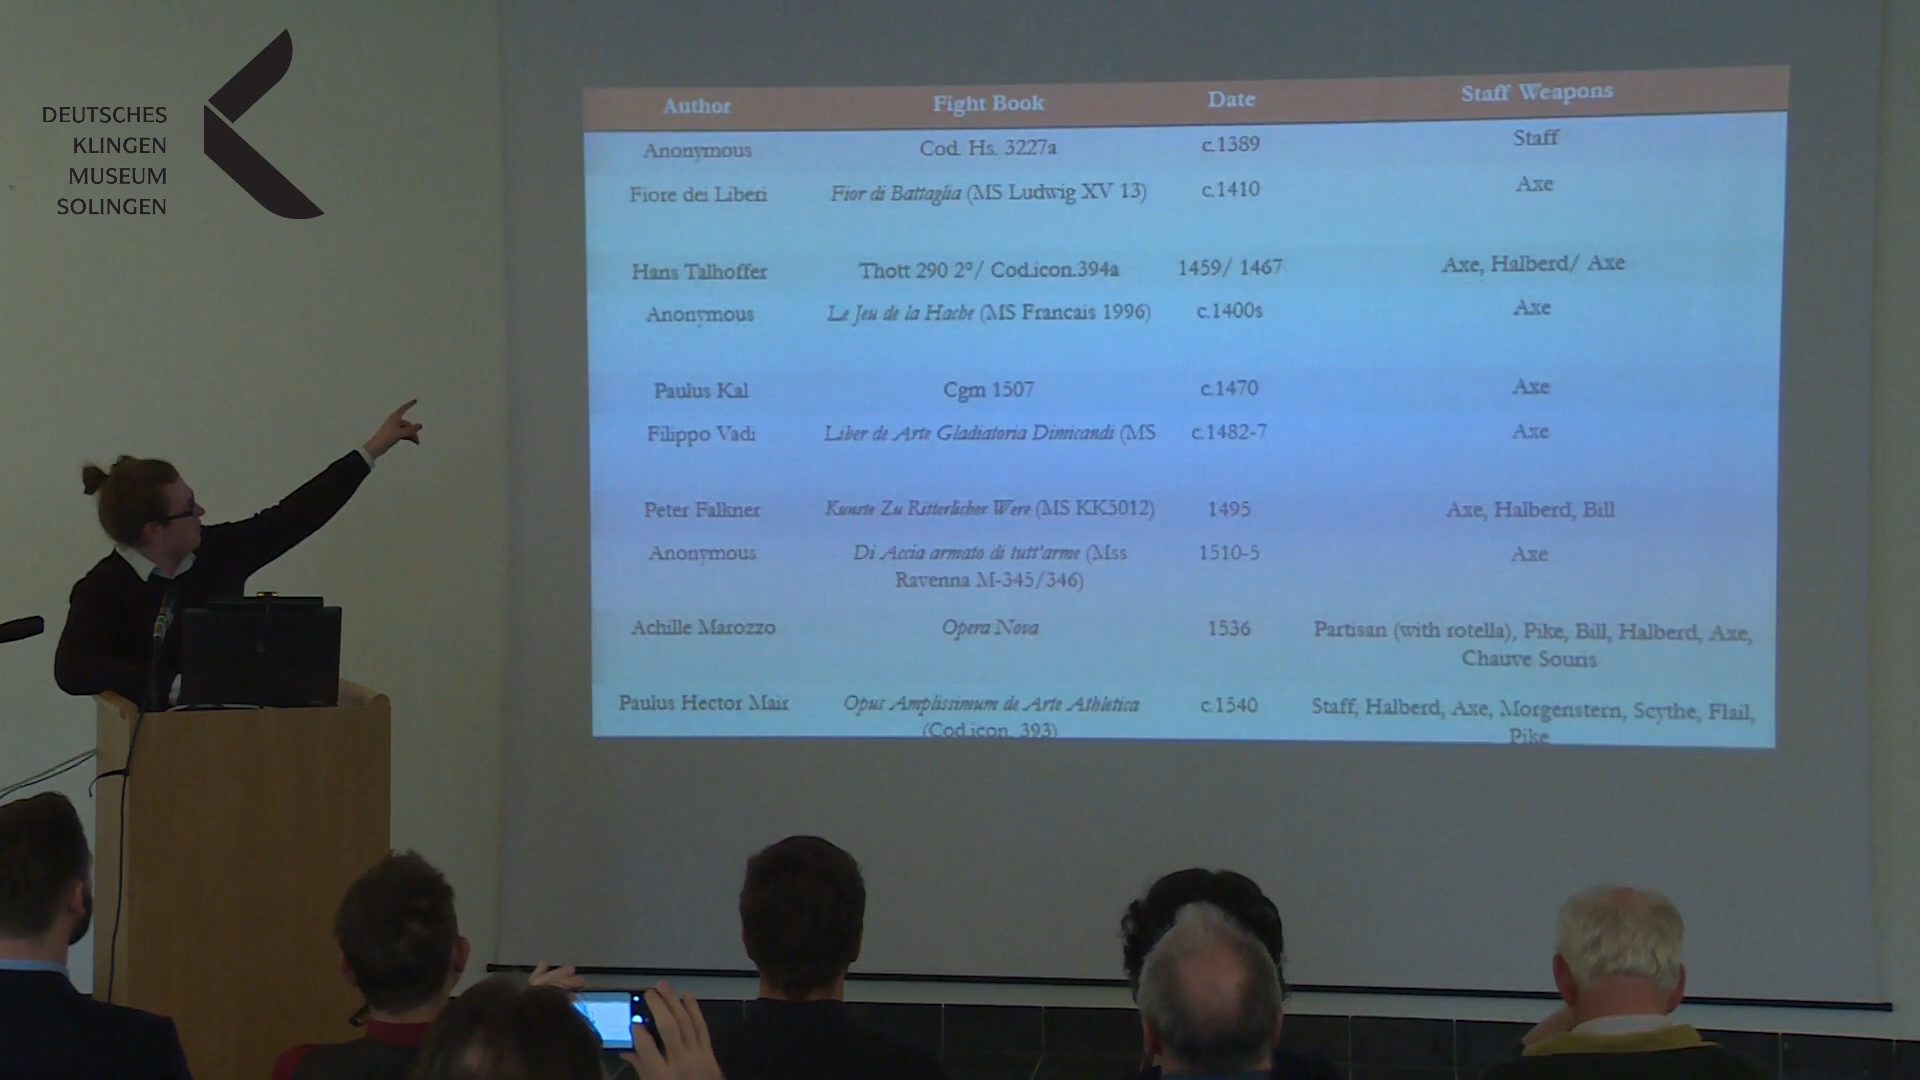 DEUTSCHES
KLINGEN
MUSEUM
SOLINGEN
Author Fight Book Date Staff Weapons
Anonymous Cod. Hs. 3227a c.1389 Staff
Fiore dei Liberi Fior di Battaglia (MS Ludwig XV 13) c.1410 Axe
Hans Talhoffer Thott 290 2°/ Cod.icon.394a 1459/ 1467 Axe, Halberd/ Axe
Anonymous Le Jeu de la Hache (MS Francais 1996) c.1400s Axe
Paulus Kal Cgm 1507 c.1470 Axe
Filippo Vadi Liber de Arte Gladiatoria Dimicandi (MS c.1482-7 Axe
Peter Falkner Kunste Zu Ritterlicher Were (MS KK5012) 1495 Axe, Halberd, Bill
Anonymous Di Accia armato di tutt'arme (Mss 1510-5 Axe
Ravenna M-345/346)
Achille Marozzo Opera Nova 1536 Partisan (with rotella), Pike, Bill, Halberd, Axe,
Chauve Souris
Paulus Hector Mair Opus Amplissimum de Arte Athletica c.1540 Staff, Halberd, Axe, Morgenstern, Scythe, Flail,
(Cod.icon. 393) Pike